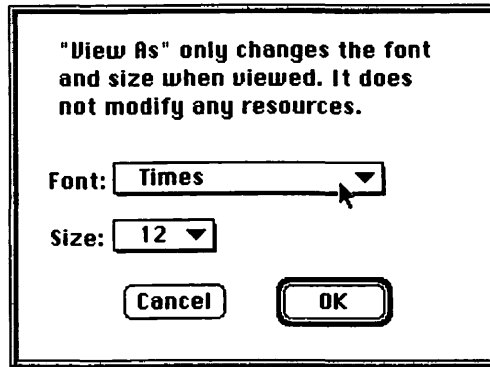 "View As" only changes the font
and size when viewed. It does
not modify any resources.
Font: Times
Size: 12
Cancel OK